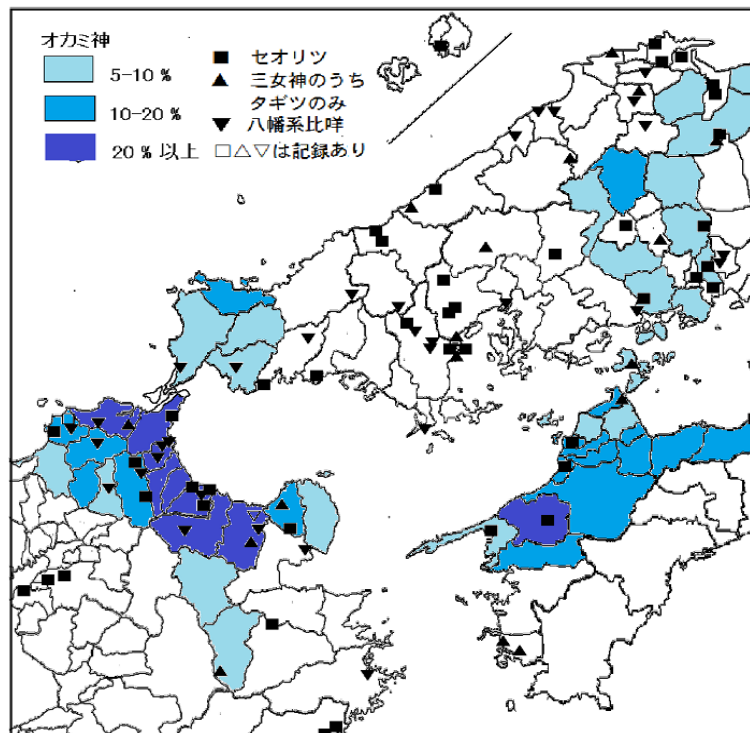 オカミ神
5-10 %
10-20 %
20 % 以上
■ セオリツ
▲ 三女神のうち
タギツのみ
▼ 八幡系比咩
□△▽は記録あり